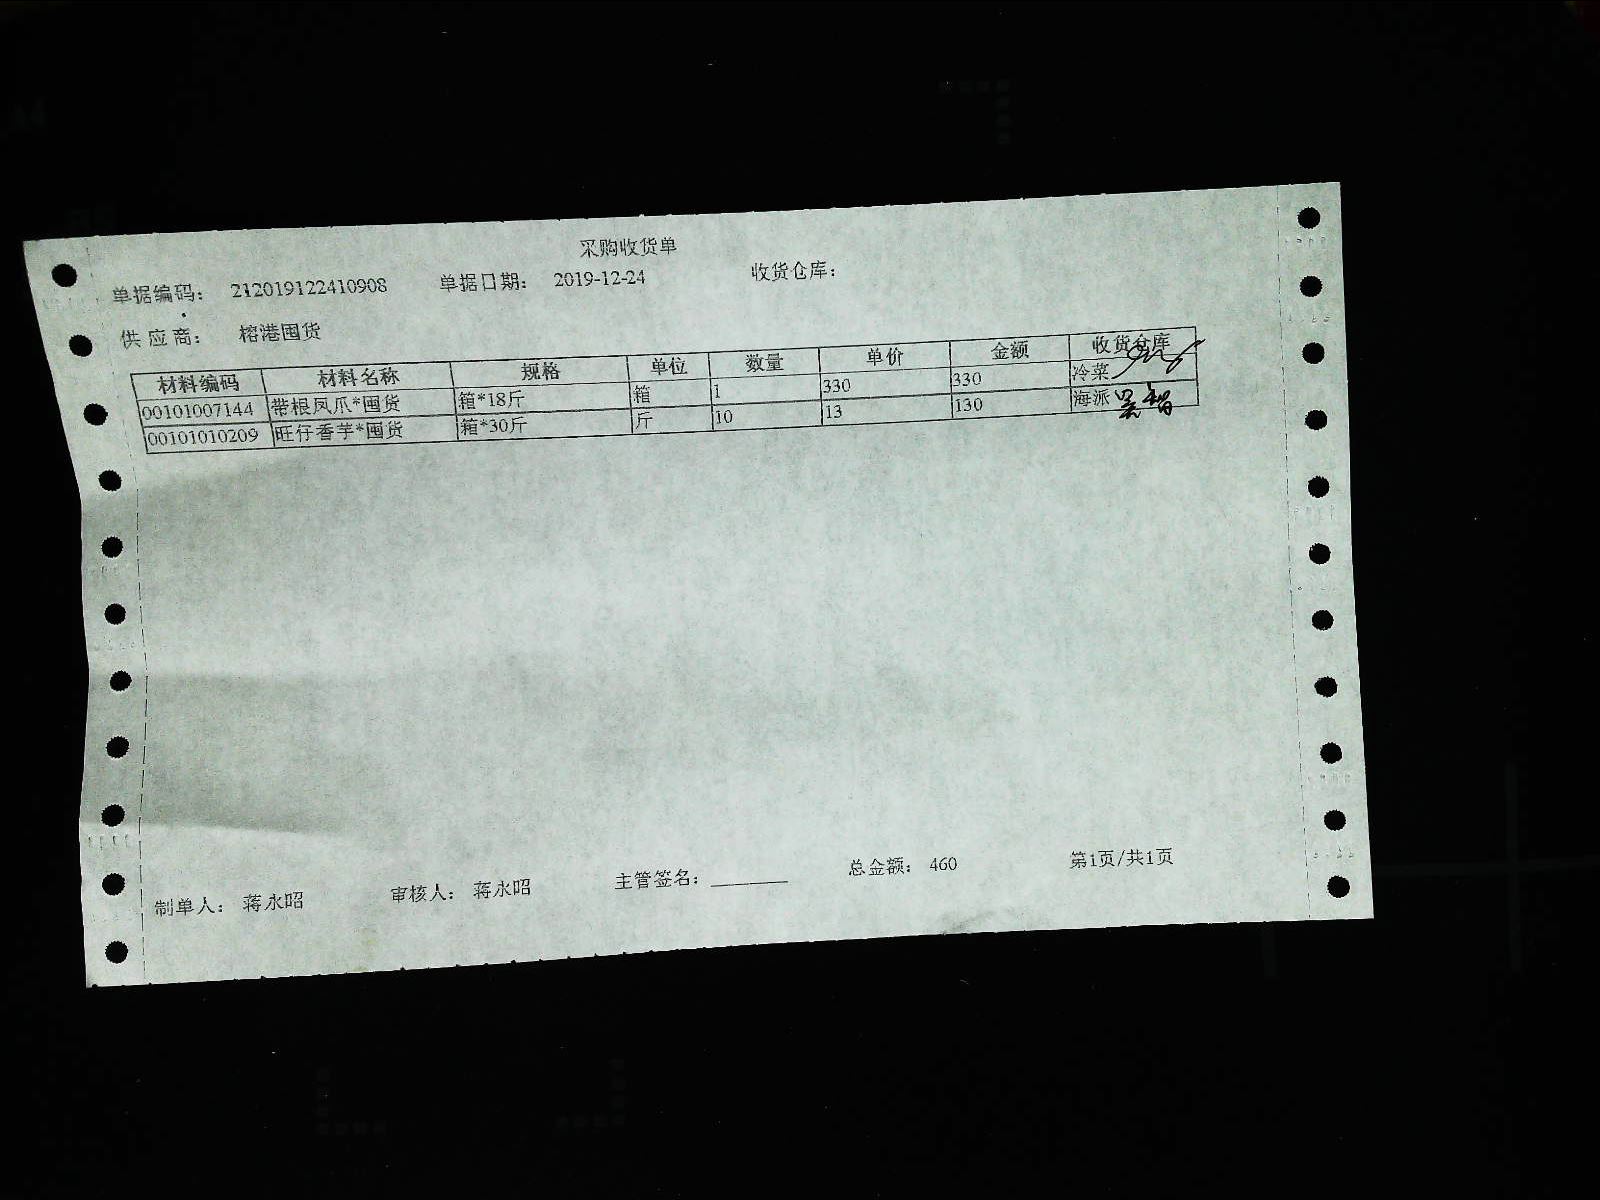 采购收货单
单据编码： 212019122410908 单据日期： 2019-12-24 收货仓库：
供应商： 榕港囤货
材料编码 材料名称 规格 单位 数量 单价 金额 收货仓库
00101007144 带根凤爪*囤货 箱*18斤 箱 1 330 330 冷菜
00101010209 旺仔香芋*囤货 箱*30斤 斤 10 13 130 海派
制单人： 蒋永昭 审核人： 蒋永昭 主管签名：________ 总金额： 460 第1页/共1页